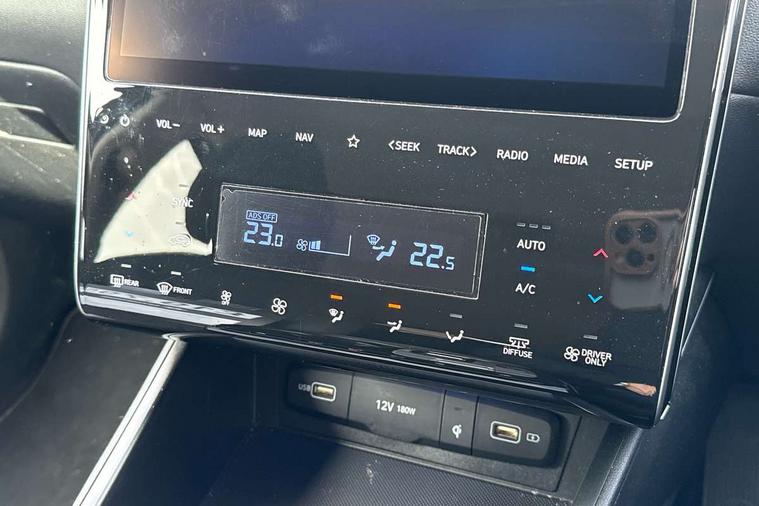 VOL− VOL+ MAP NAV ☆ <SEEK TRACK> RADIO MEDIA SETUP
SYNC
ADS OFF
23.0 22.5
AUTO
A/C
REAR FRONT OFF
DIFFUSE DRIVER
ONLY
USB 12V 180W